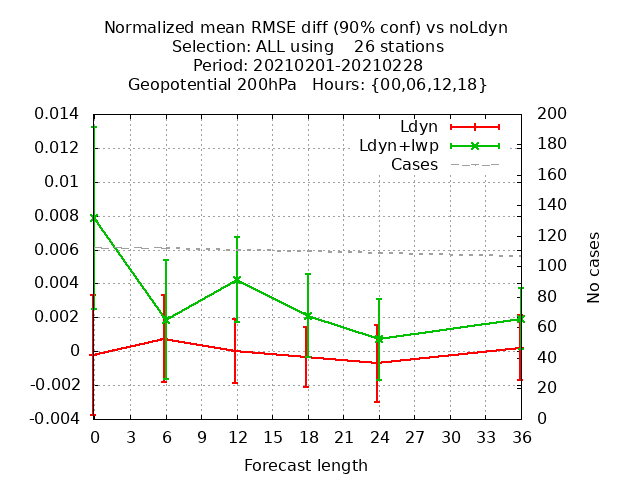 Normalized mean RMSE diff (90% conf) vs noLdyn
Selection: ALL using    26 stations
Period: 20210201-20210228
Geopotential 200hPa   Hours: {00,06,12,18}
Ldyn
Ldyn+lwp
Cases
0.014
0.012
0.01
0.008
0.006
0.004
0.002
0
-0.002
-0.004
200
180
160
140
120
100
80
60
40
20
0
No cases
0 3 6 9 12 15 18 21 24 27 30 33 36
Forecast length